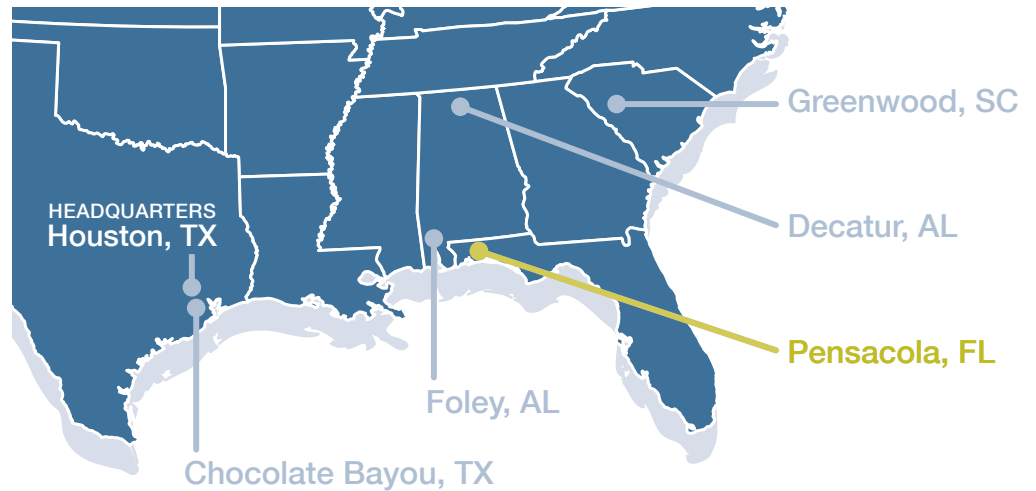 Greenwood, SC
HEADQUARTERS
Houston, TX
Decatur, AL
Pensacola, FL
Foley, AL
Chocolate Bayou, TX